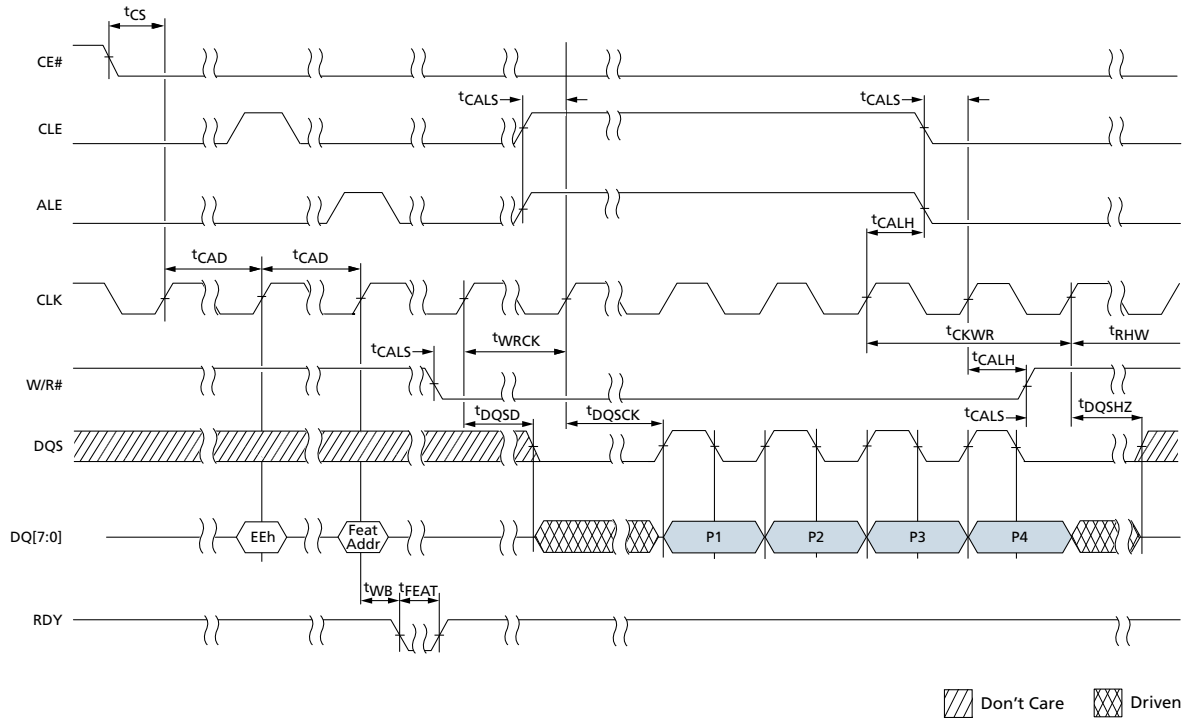 tCS
CE#
tCALS
tCALS
CLE
ALE
tCALH
tCAD
tCAD
CLK
tWRCK
tCKWR
tRHW
tCALS
tCALH
W/R#
tDQSD
tDQSCK
tCALS
tDQSHZ
DQS
DQ[7:0]
EEh
Feat
Addr
P1
P2
P3
P4
tWB
tFEAT
RDY
Don't Care
Driven